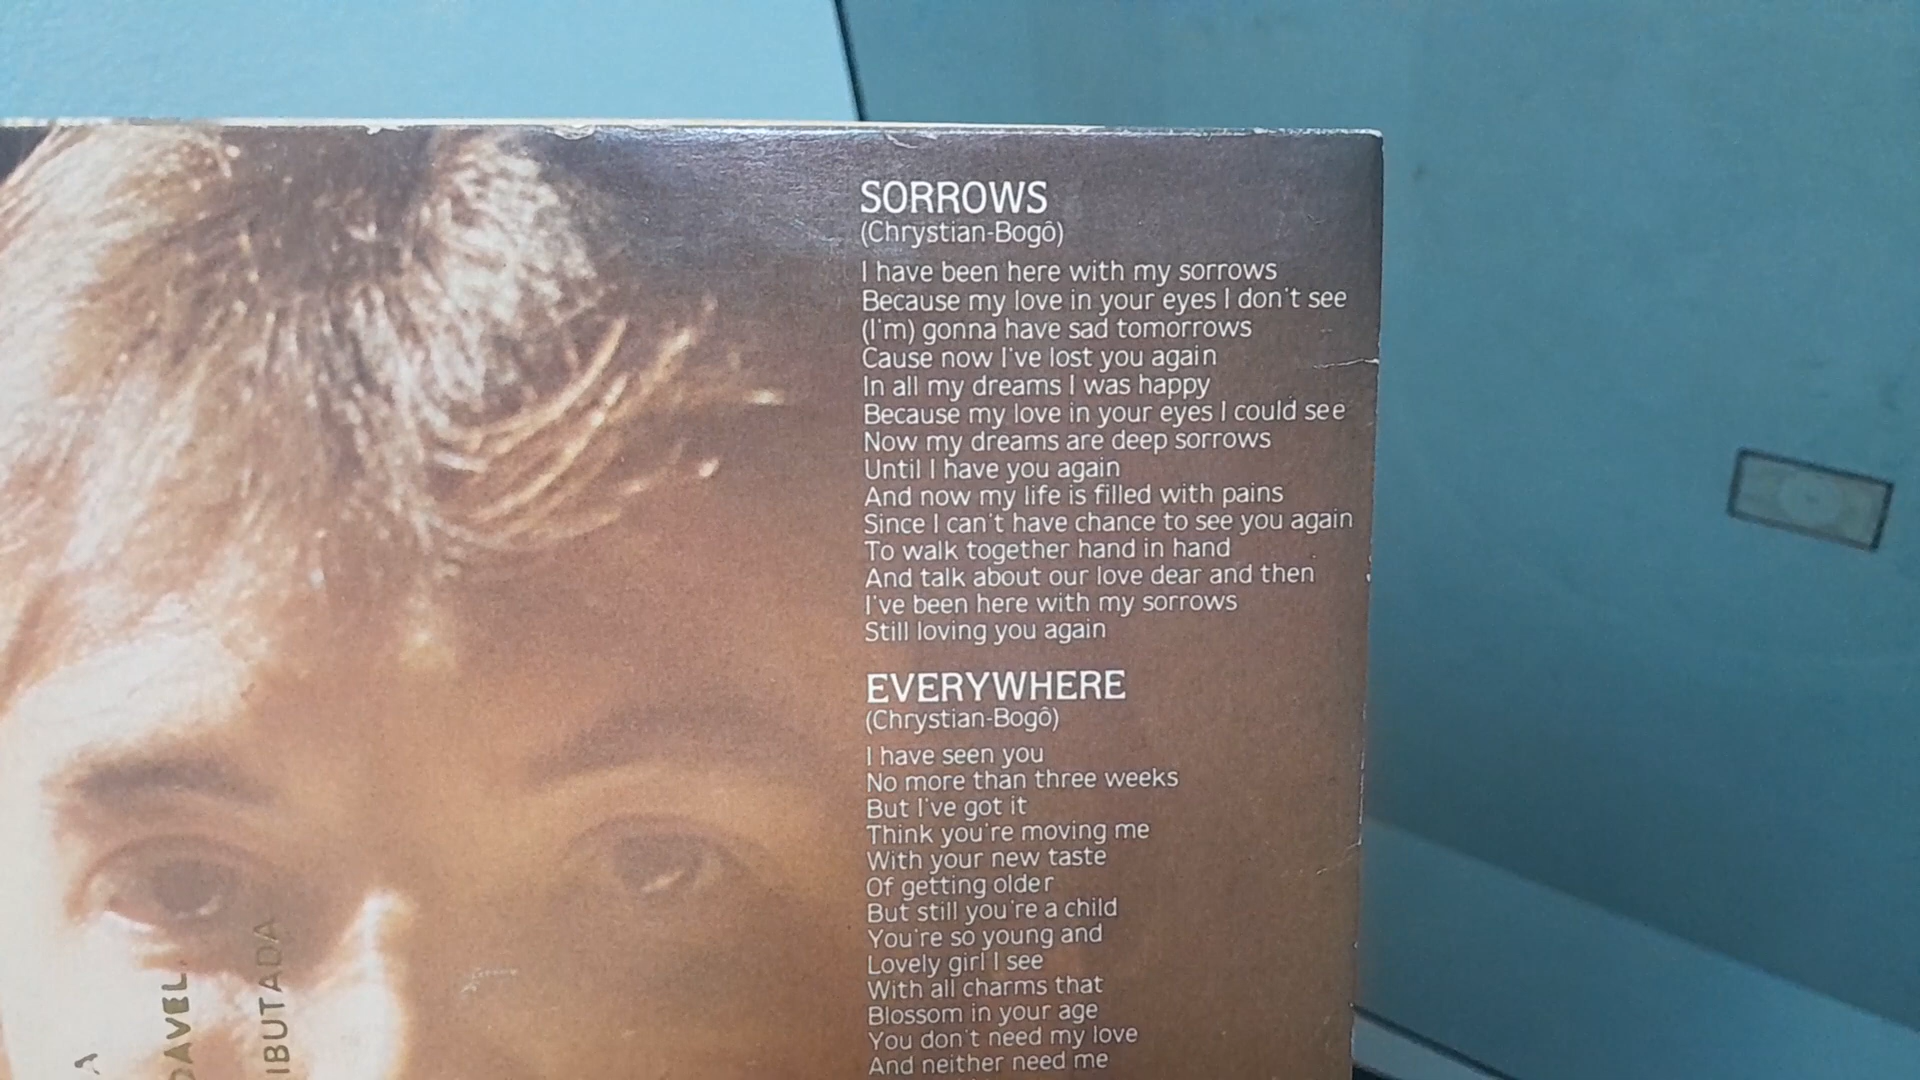 SORROWS
(Chrystian-Bogô)
I have been here with my sorrows
Because my love in your eyes I don't see
(I'm) gonna have sad tomorrows
Cause now I've lost you again
In all my dreams I was happy
Because my love in your eyes I could see
Now my dreams are deep sorrows
Until I have you again
And now my life is filled with pains
Since I can't have chance to see you again
To walk together hand in hand
And talk about our love dear and then
I've been here with my sorrows
Still loving you again
EVERYWHERE
(Chrystian-Bogô)
I have seen you
No more than three weeks
But I've got it
Think you're moving me
With your new taste
Of getting older
But still you're a child
You're so young and
Lovely girl I see
With all charms that
Blossom in your age
You don't need my love
And neither need me